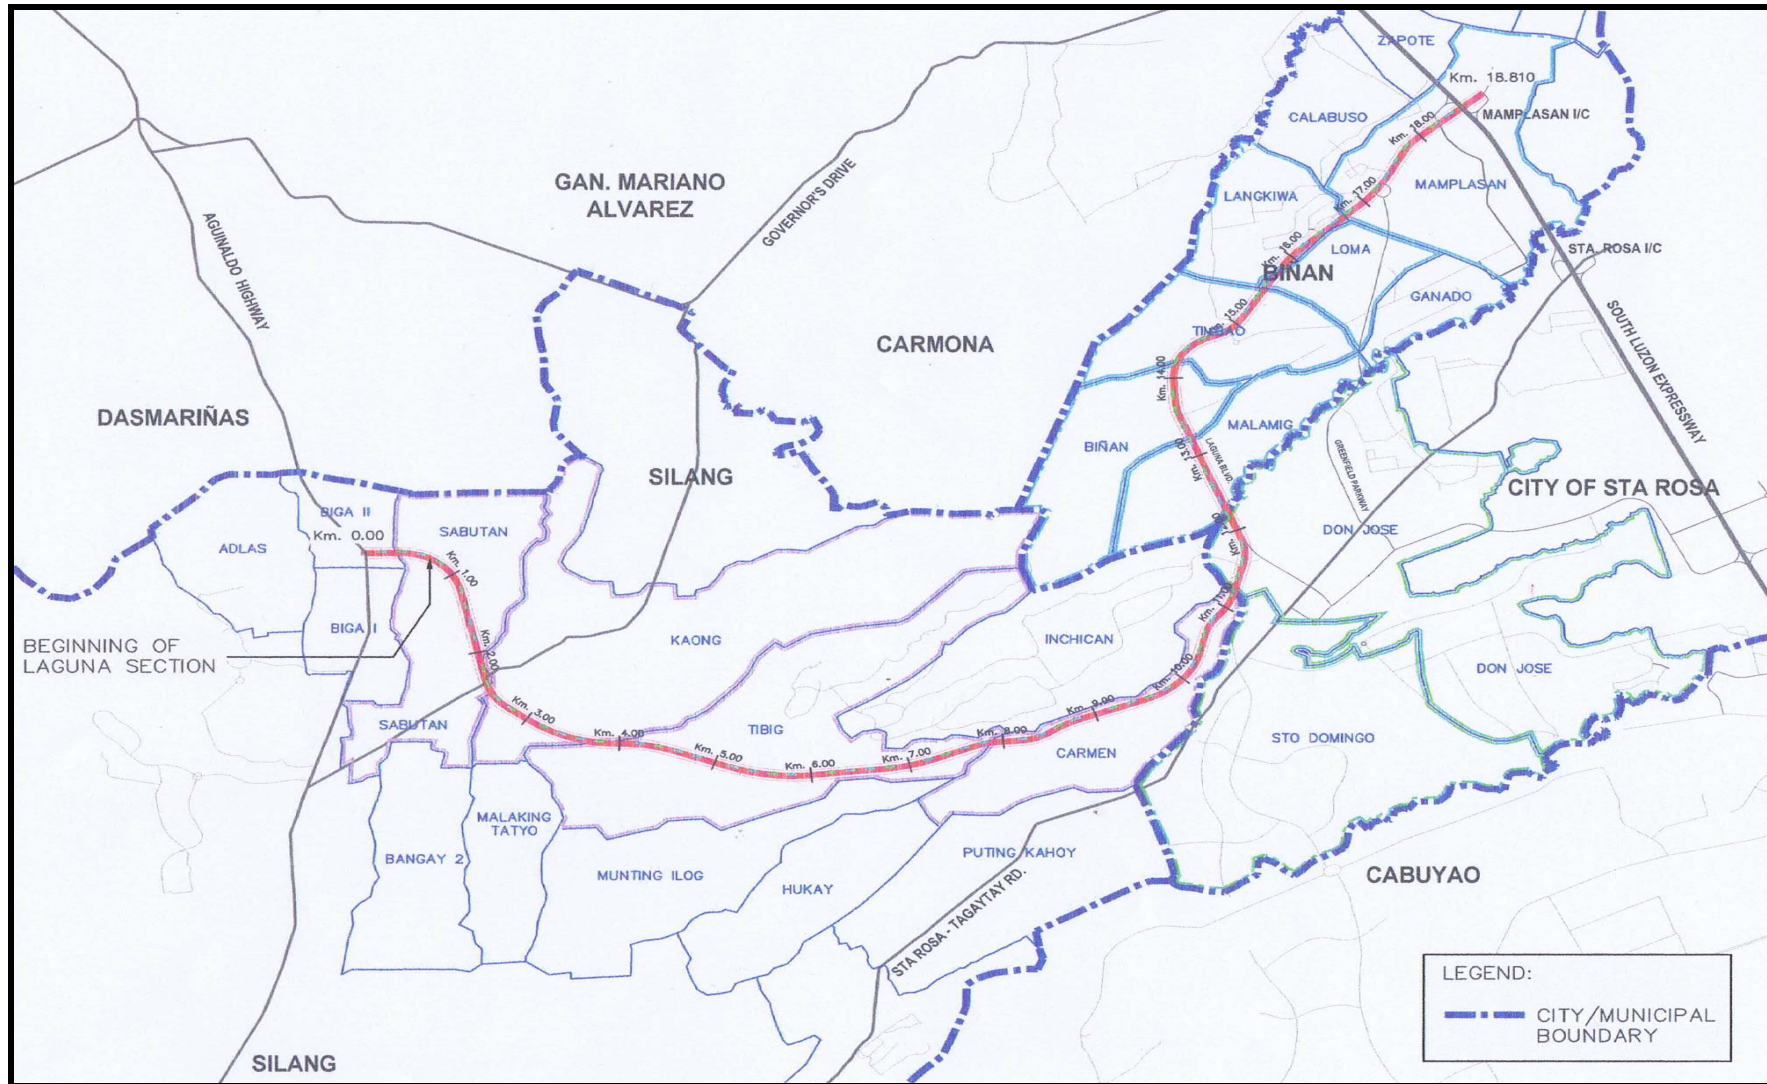 ZAPOTE
Km. 18.810
CALABUSO
MAMPLASAN I/C
Km. 18.00
GAN. MARIANO
ALVAREZ
GOVERNOR'S DRIVE
LANGKIWA
Km. 17.00
MAMPLASAN
AGUINALDO HIGHWAY
LOMA
STA. ROSA I/C
Km. 16.00
BIÑAN
GANADO
SOUTH LUZON EXPRESSWAY
15.00
TIMBAO
CARMONA
Km. 14.00
DASMARIÑAS
MALAMIG
BIÑAN
LAGUNA BLVD.
GREENFIELD PARKWAY
Km. 13.00
SILANG
CITY OF STA ROSA
BIGA II
SABUTAN
DON JOSE
Km. 0.00
ADLAS
Km.
Km. 1.00
Km. 11.00
BIGA I
BEGINNING OF
LAGUNA SECTION
KAONG
INCHICAN
Km. 2.00
Km. 10.00
DON JOSE
Km. 3.00
SABUTAN
TIBIG
Km. 9.00
Km. 4.00
Km. 8.00
STO DOMINGO
Km. 5.00
Km. 7.00
CARMEN
Km. 6.00
MALAKING
TATYO
BANGAY 2
PUTING KAHOY
MUNTING ILOG
HUKAY
CABUYAO
STA ROSA - TAGAYTAY RD.
LEGEND:
CITY/MUNICIPAL
BOUNDARY
SILANG